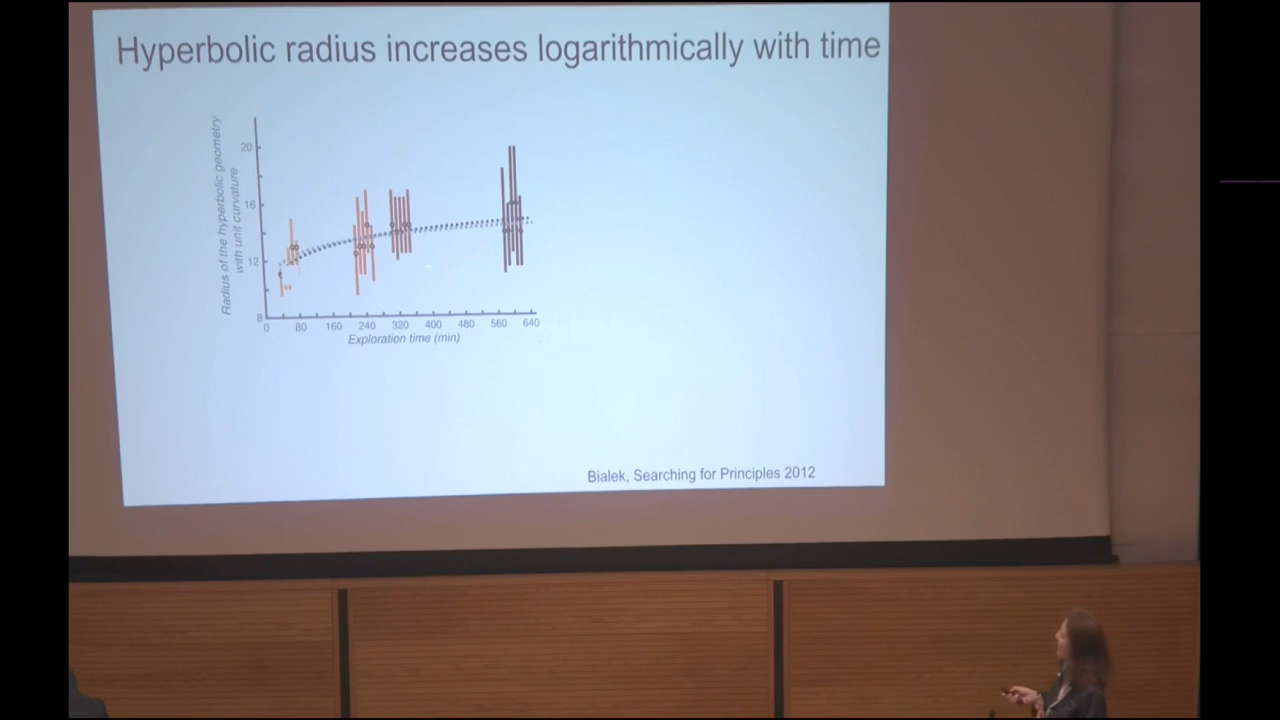 Hyperbolic radius increases logarithmically with time
Radius of the hyperbolic geometry
with unit curvature
20
16
12
8
0 80 160 240 320 400 480 560 640
Exploration time (min)
Bialek, Searching for Principles 2012